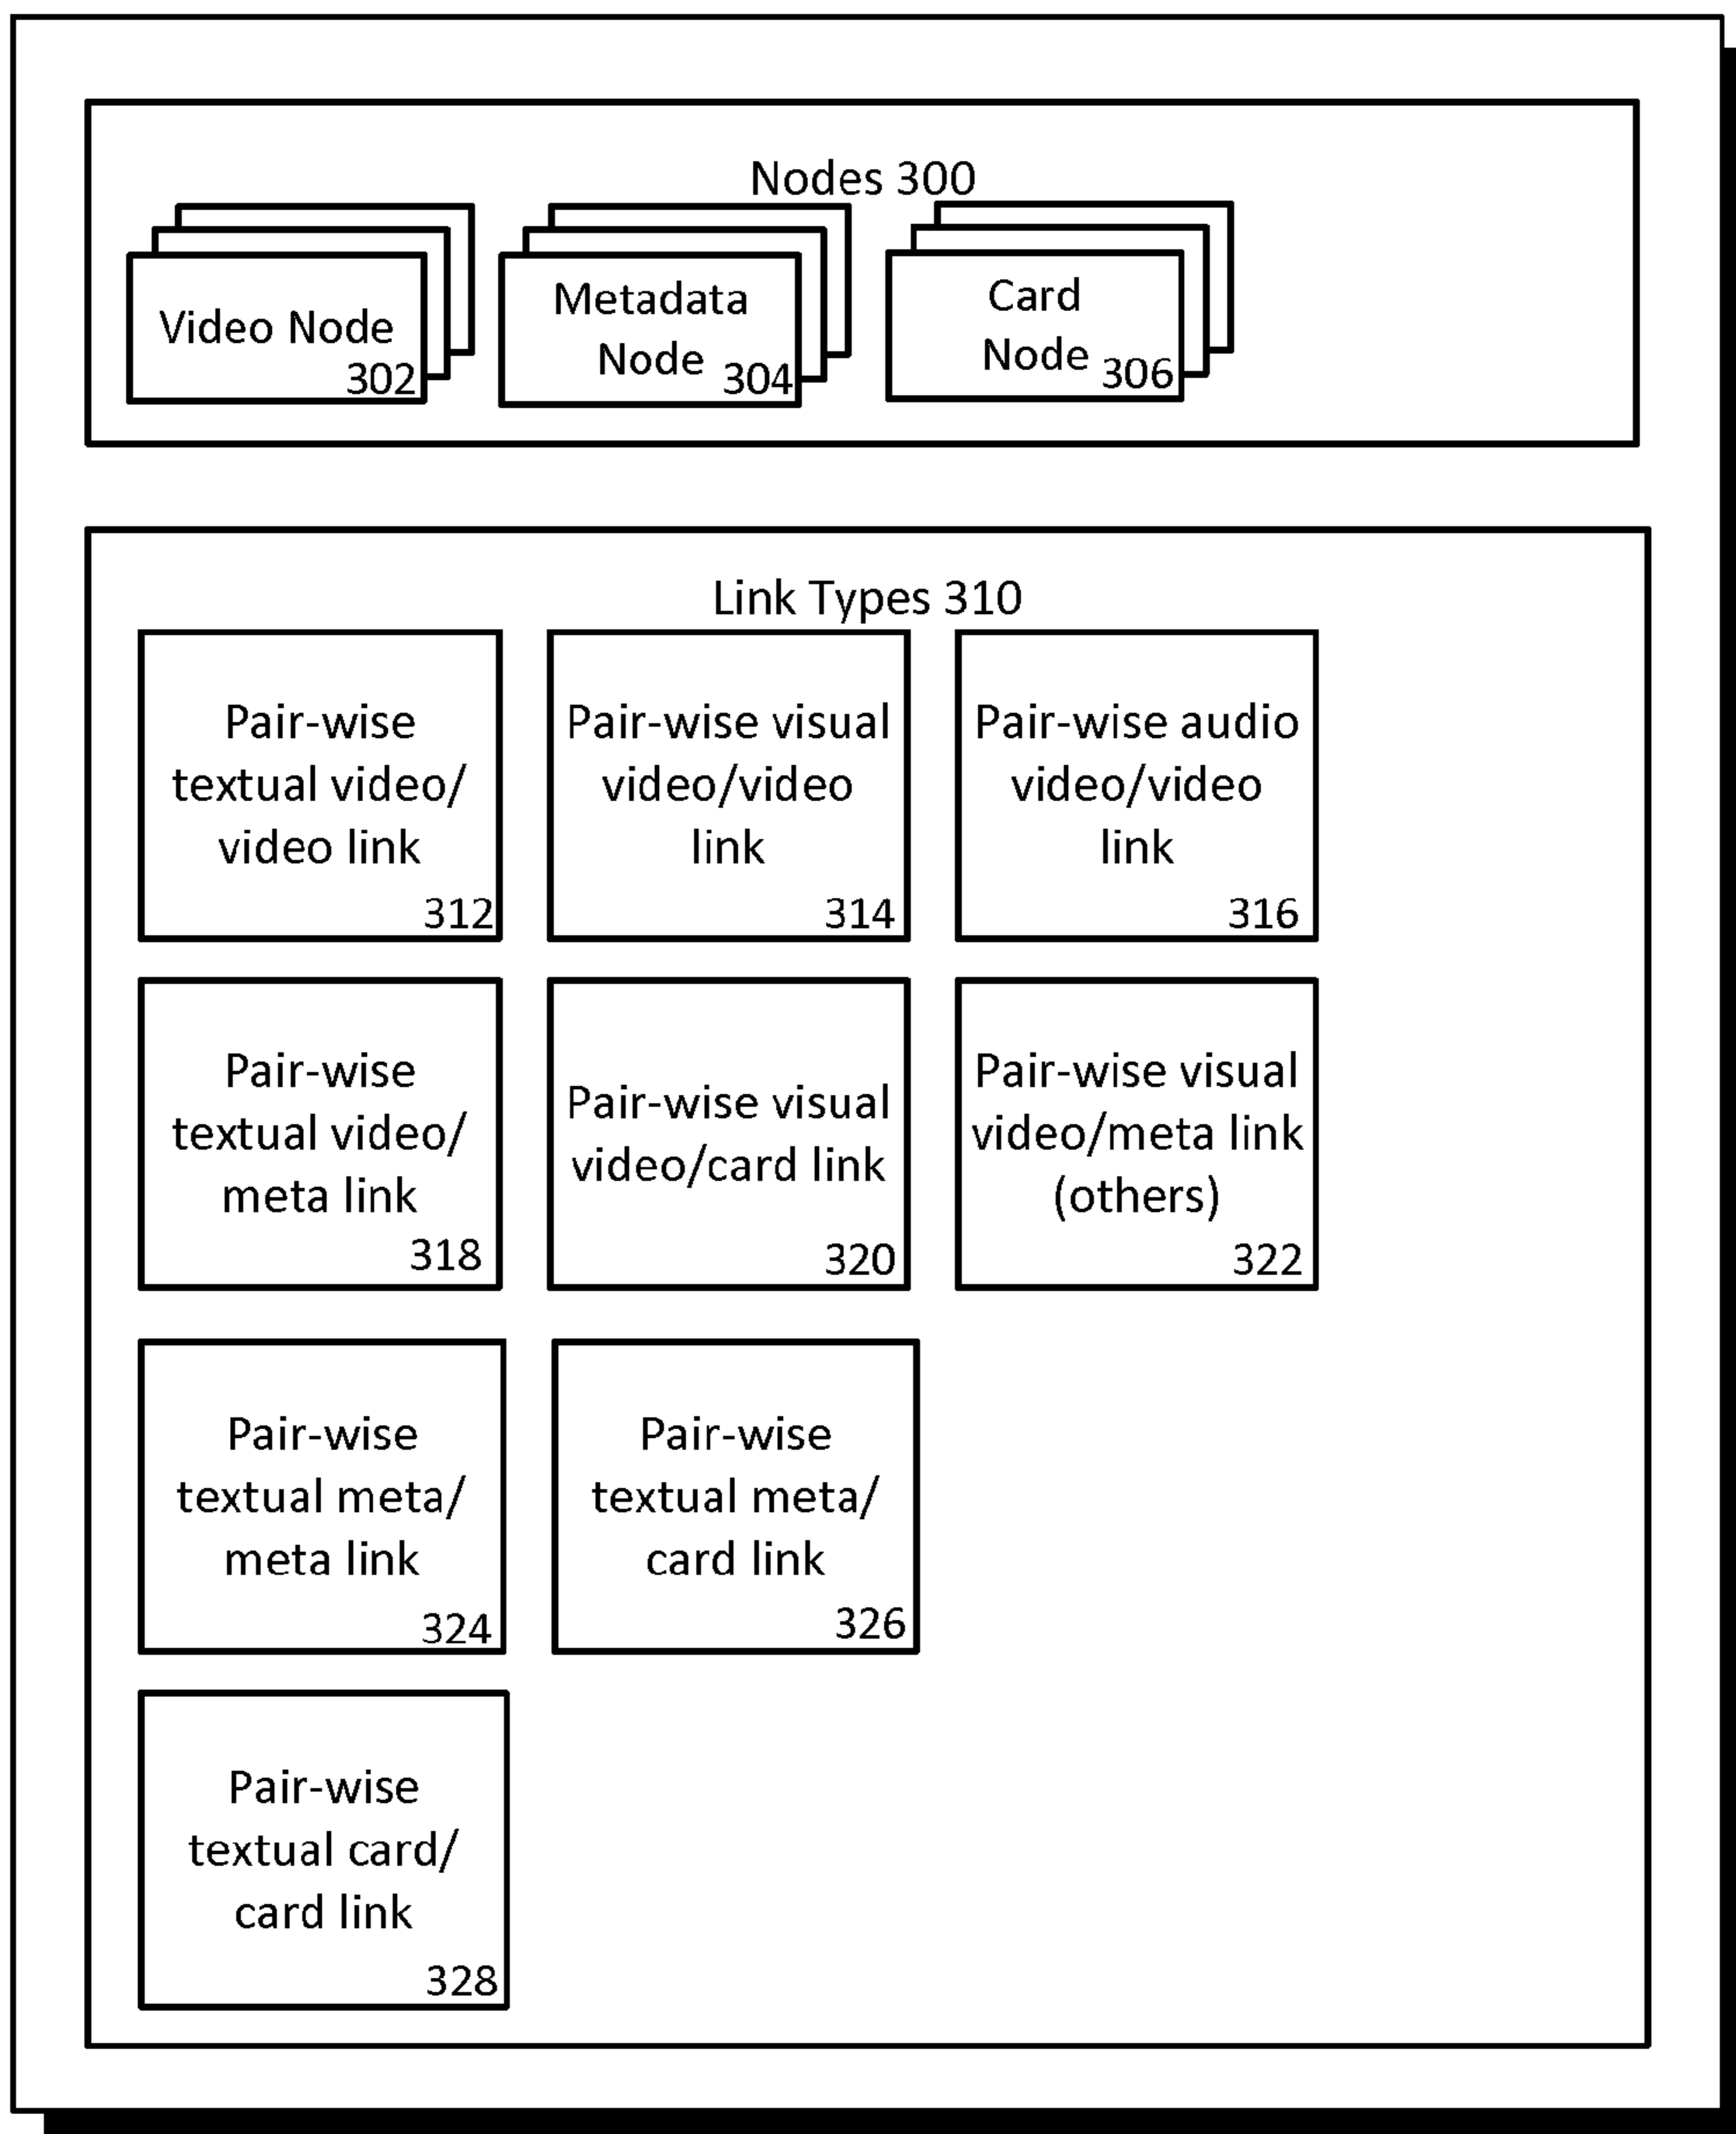 Nodes 300
Video Node
302
Metadata
Node
304
Card
Node
306
Link Types 310
Pair-wise
textual video/
video link
312
Pair-wise visual
video/video
link
314
Pair-wise audio
video/video
link
316
Pair-wise
textual video/
meta link
318
Pair-wise visual
video/card link
320
Pair-wise visual
video/meta link
(others)
322
Pair-wise
textual meta/
meta link
324
Pair-wise
textual meta/
card link
326
Pair-wise
textual card/
card link
328